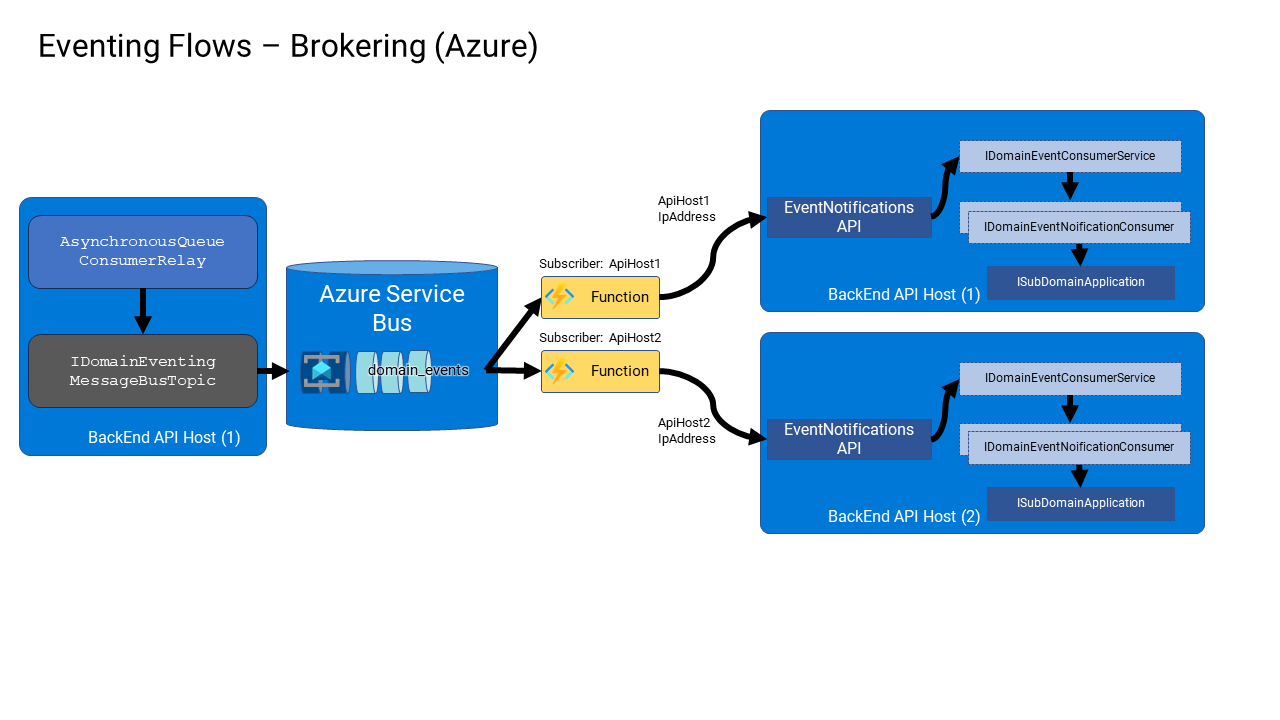 Eventing Flows – Brokering (Azure)
AsynchronousQueue
ConsumerRelay
IDomainEventing
MessageBusTopic
BackEnd API Host (1)
Azure Service
Bus
domain_events
Subscriber: ApiHost1
Function
Subscriber: ApiHost2
Function
ApiHost1
IpAddress
ApiHost2
IpAddress
EventNotifications
API
IDomainEventConsumerService
IDomainEventNoificationConsumer
ISubDomainApplication
BackEnd API Host (1)
EventNotifications
API
IDomainEventConsumerService
IDomainEventNoificationConsumer
ISubDomainApplication
BackEnd API Host (2)